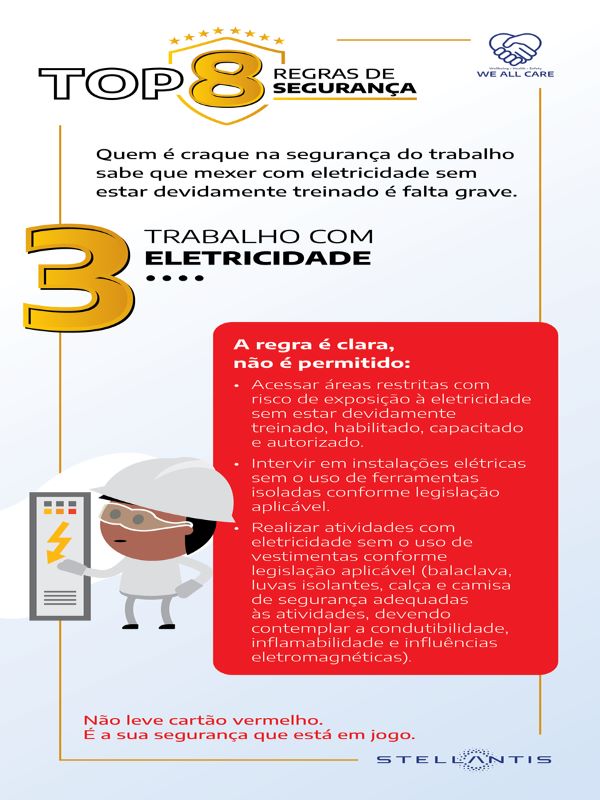 TOP 8 REGRAS DE
SEGURANÇA
Wellbeing • Health • Safety
WE ALL CARE
Quem é craque na segurança do trabalho
sabe que mexer com eletricidade sem
estar devidamente treinado é falta grave.
3 TRABALHO COM
ELETRICIDADE
A regra é clara,
não é permitido:
• Acessar áreas restritas com
risco de exposição à eletricidade
sem estar devidamente
treinado, habilitado, capacitado
e autorizado.
• Intervir em instalações elétricas
sem o uso de ferramentas
isoladas conforme legislação
aplicável.
• Realizar atividades com
eletricidade sem o uso de
vestimentas conforme
legislação aplicável (balaclava,
luvas isolantes, calça e camisa
de segurança adequadas
às atividades, devendo
contemplar a condutibilidade,
inflamabilidade e influências
eletromagnéticas).
Não leve cartão vermelho.
É a sua segurança que está em jogo.
STELLANTIS